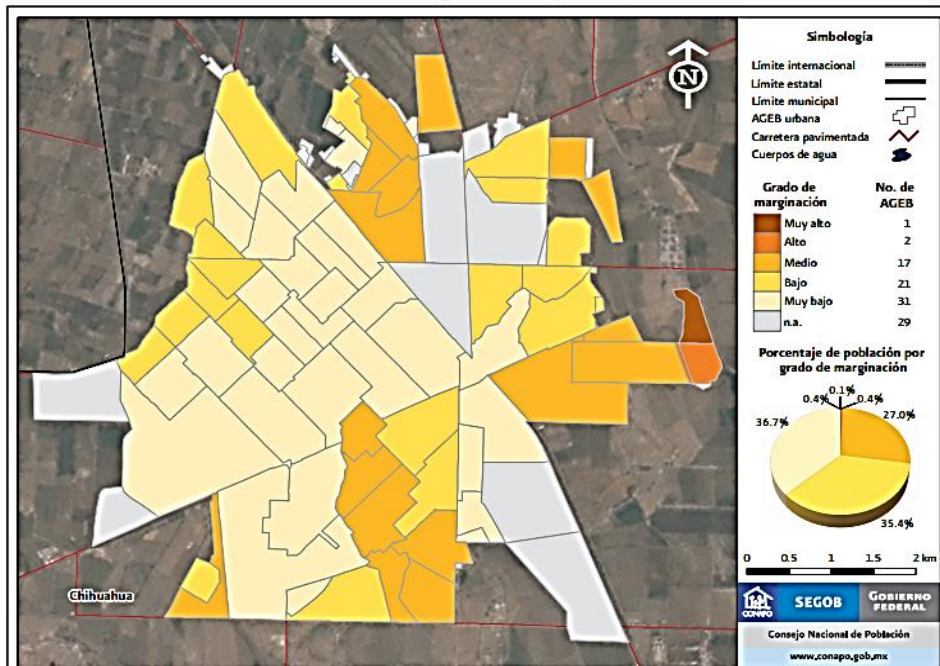 N
Simbología
Límite internacional
Límite estatal
Límite municipal
AGEB urbana
Carretera pavimentada
Cuerpos de agua
Grado de marginación No. de AGEB
Muy alto 1
Alto 2
Medio 17
Bajo 21
Muy bajo 31
n.a. 29
Porcentaje de población por
grado de marginación
0.1%
0.4% 0.4%
36.7% 27.0%
35.4%
0 0.5 1 1.5 2 km
Chihuahua
CONAPO SEGOB GOBIERNO FEDERAL
Consejo Nacional de Población
www.conapo.gob.mx